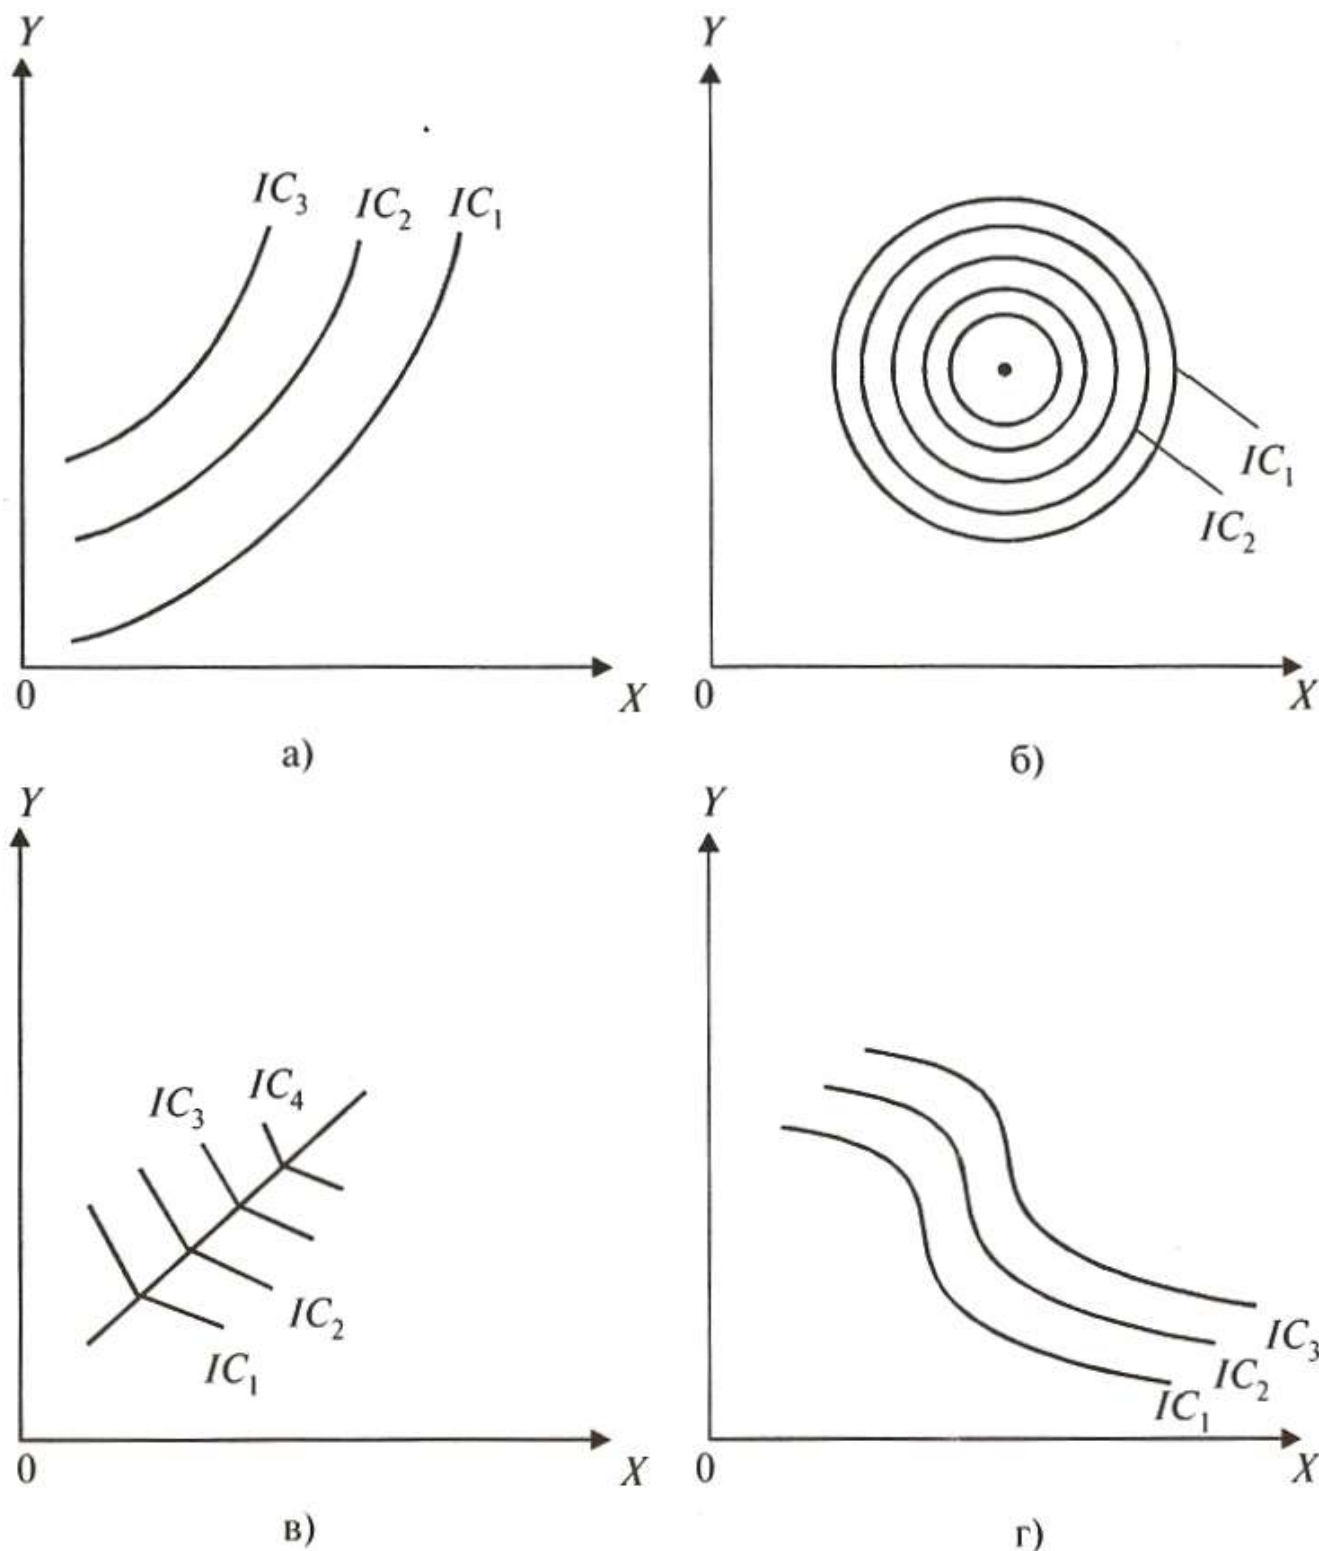 Y
IC₃ IC₂ IC₁
0 X
а)
Y
IC₁
IC₂
0 X
б)
Y
IC₃ IC₄
IC₂
IC₁
0 X
в)
Y
IC₃
IC₂
IC₁
0 X
г)